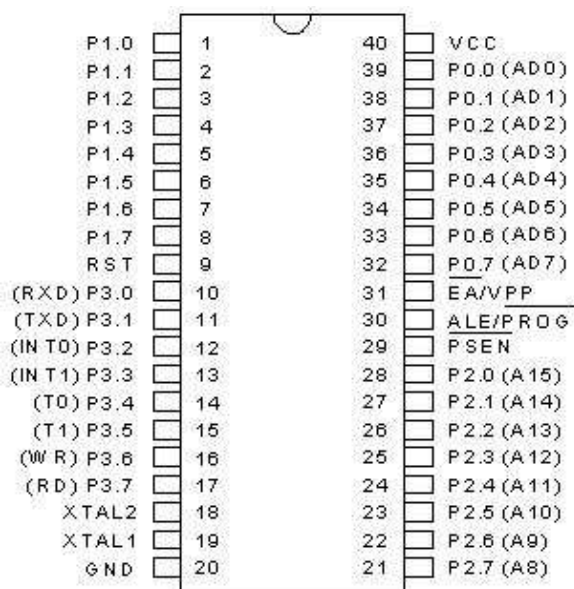 P1.0 1 40 VCC
P1.1 2 39 P0.0 (AD0)
P1.2 3 38 P0.1 (AD1)
P1.3 4 37 P0.2 (AD2)
P1.4 5 36 P0.3 (AD3)
P1.5 6 35 P0.4 (AD4)
P1.6 7 34 P0.5 (AD5)
P1.7 8 33 P0.6 (AD6)
RST 9 32 P0.7 (AD7)
(RXD) P3.0 10 31 EA/VPP
(TXD) P3.1 11 30 ALE/PROG
(INT0) P3.2 12 29 PSEN
(INT1) P3.3 13 28 P2.0 (A15)
(T0) P3.4 14 27 P2.1 (A14)
(T1) P3.5 15 26 P2.2 (A13)
(WR) P3.6 16 25 P2.3 (A12)
(RD) P3.7 17 24 P2.4 (A11)
XTAL2 18 23 P2.5 (A10)
XTAL1 19 22 P2.6 (A9)
GND 20 21 P2.7 (A8)